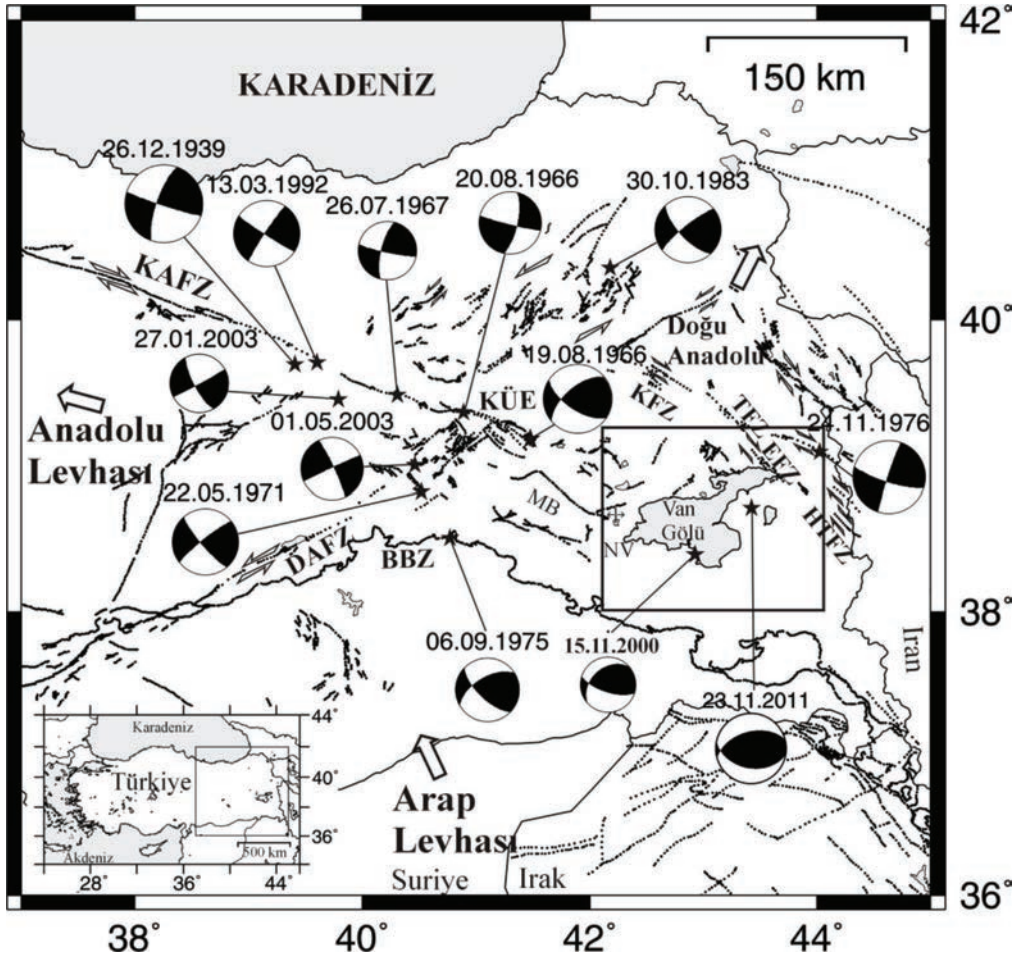 42°
KARADENİZ
150 km
26.12.1939
13.03.1992
26.07.1967
20.08.1966
30.10.1983
KAFZ
40°
Doğu
Anadolu
27.01.2003
19.08.1966
KÜE
KFZ
Anadolu
Levhası
01.05.2003
TFZ
EFZ
24.11.1976
22.05.1971
MB
Van
Gölü
NV
HTFZ
DAFZ
BBZ
38°
06.09.1975
15.11.2000
Iran
23.11.2011
Arap
Levhası
Suriye
Irak
36°
Karadeniz
Türkiye
Akdeniz
500 km
44°
40°
36°
28°
36°
44°
38°
40°
42°
44°